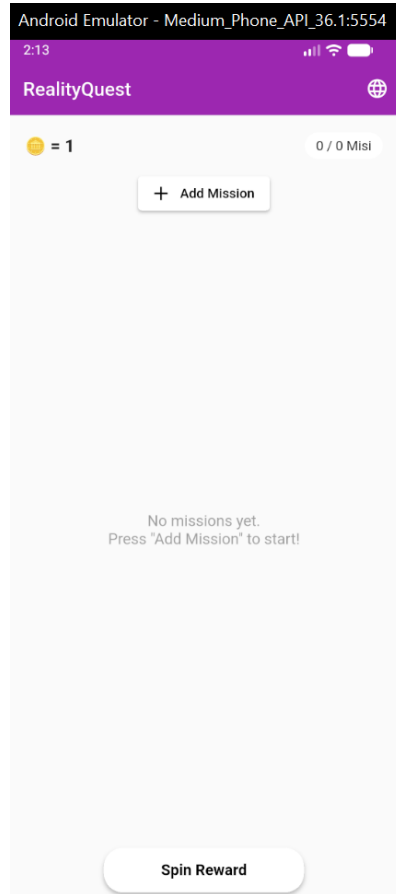 Android Emulator - Medium_Phone_API_36.1:5554
2:13
RealityQuest
= 1
0 / 0 Misi
+ Add Mission
No missions yet.
Press "Add Mission" to start!
Spin Reward